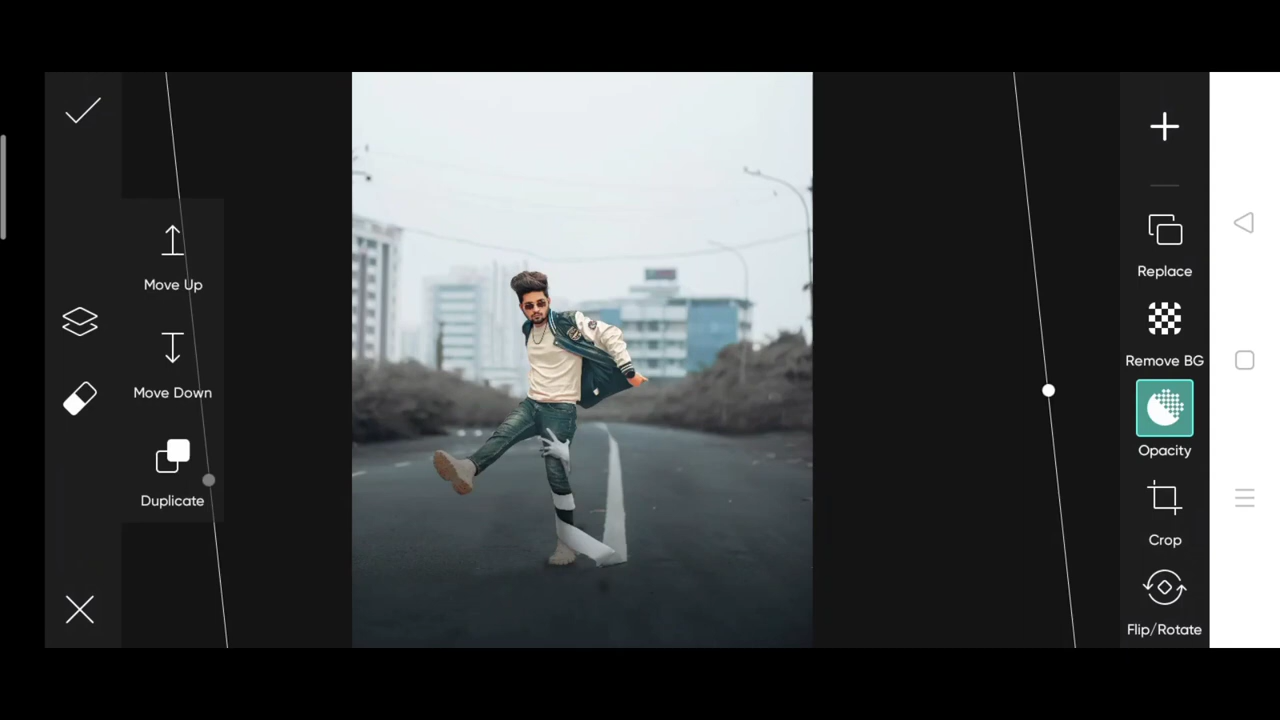 Move Up
Move Down
Duplicate
Replace
Remove BG
Opacity
Crop
Flip/Rotate